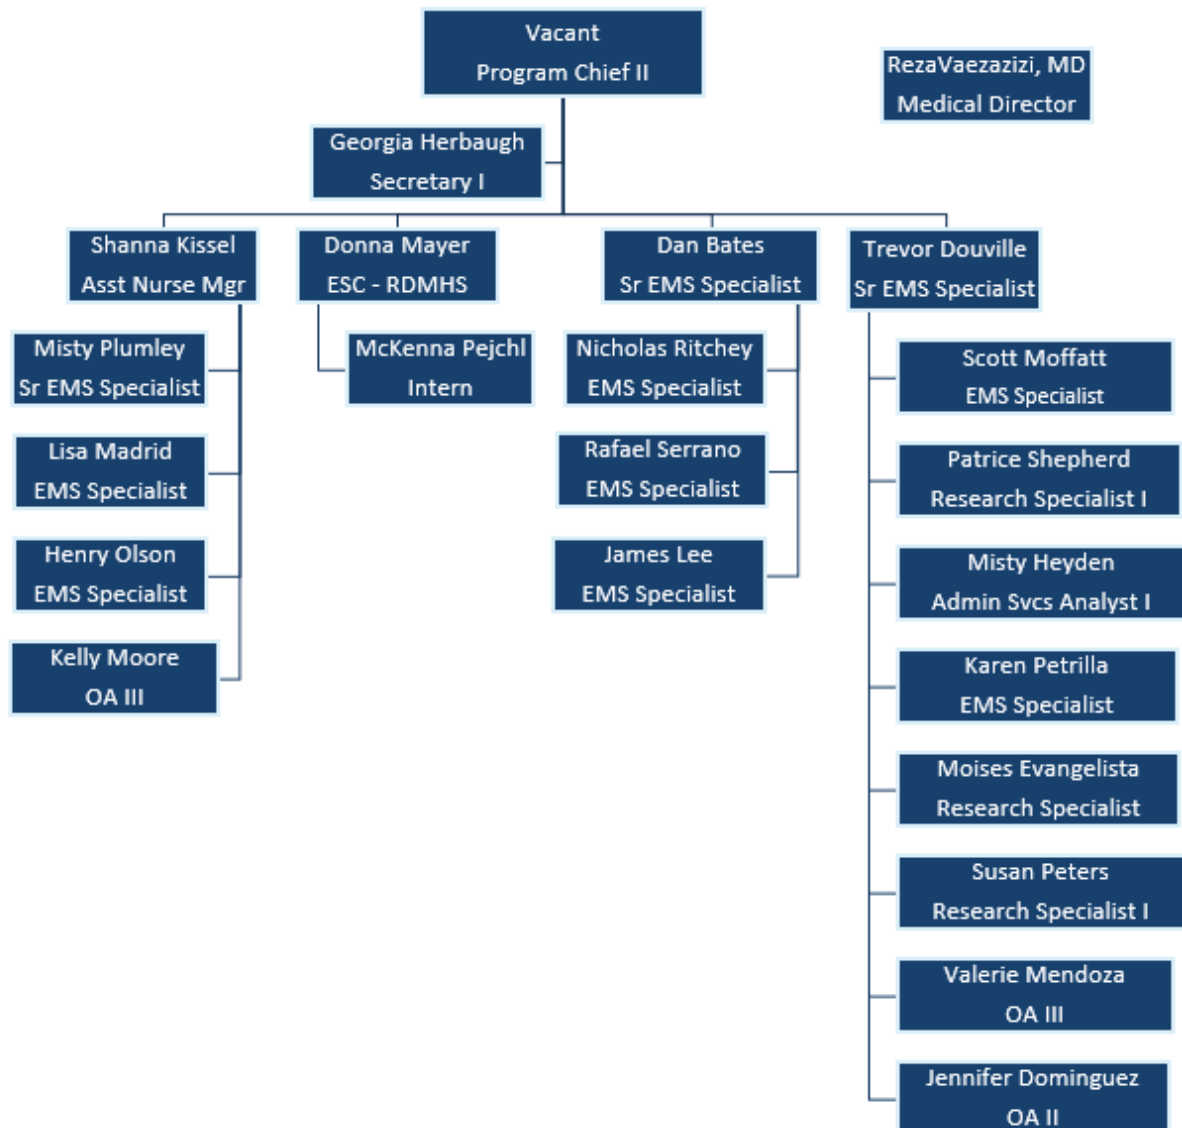 Vacant
Program Chief II
RezaVaezazizi, MD
Medical Director
Georgia Herbaugh
Secretary I
Shanna Kissel
Asst Nurse Mgr
Donna Mayer
ESC - RDMHS
Dan Bates
Sr EMS Specialist
Trevor Douville
Sr EMS Specialist
Misty Plumley
Sr EMS Specialist
Lisa Madrid
EMS Specialist
Henry Olson
EMS Specialist
Kelly Moore
OA III
McKenna Pejchl
Intern
Nicholas Ritchey
EMS Specialist
Rafael Serrano
EMS Specialist
James Lee
EMS Specialist
Scott Moffatt
EMS Specialist
Patrice Shepherd
Research Specialist I
Misty Heyden
Admin Svcs Analyst I
Karen Petrilla
EMS Specialist
Moises Evangelista
Research Specialist
Susan Peters
Research Specialist I
Valerie Mendoza
OA III
Jennifer Dominguez
OA II